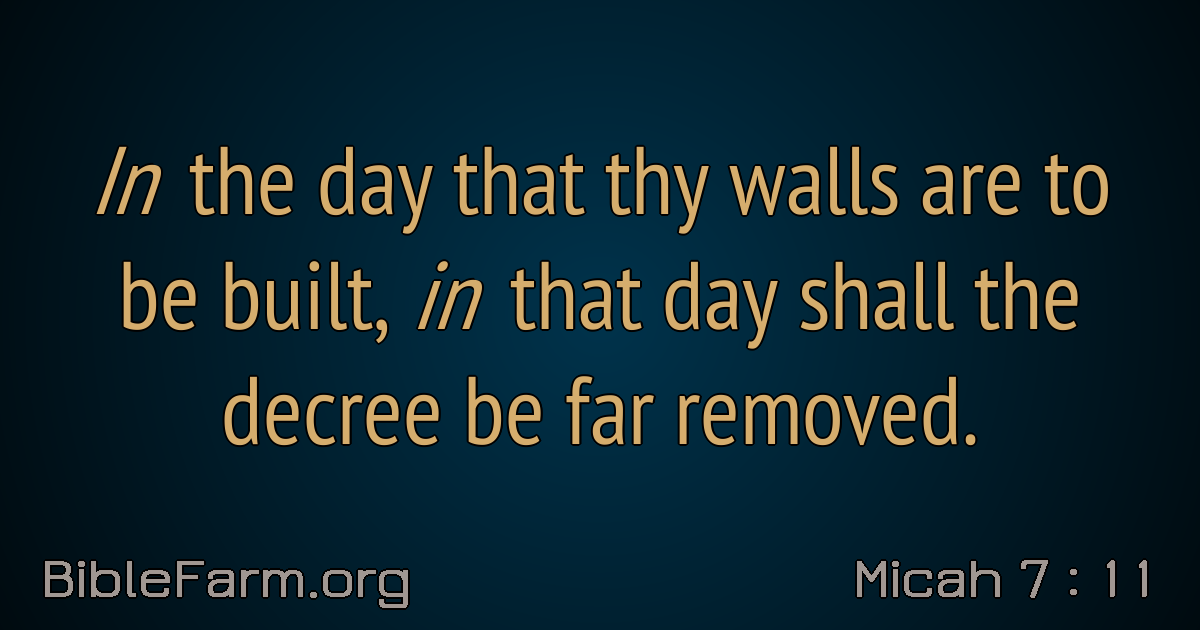 In the day that thy walls are to
be built, in that day shall the
decree be far removed.
BibleFarm.org
Micah 7 : 11